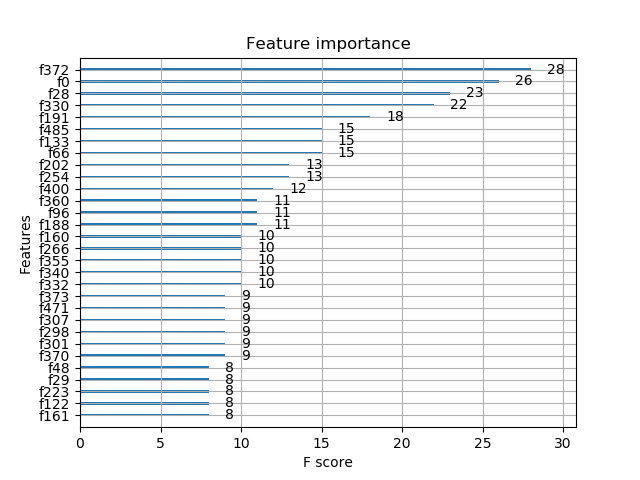 Feature importance
Features
f372 28
f0 26
f28 23
f330 22
f191 18
f485 15
f133 15
f66 15
f202 13
f254 13
f400 12
f360 11
f96 11
f188 11
f160 10
f266 10
f355 10
f340 10
f332 10
f373 9
f471 9
f307 9
f298 9
f301 9
f370 9
f48 8
f29 8
f223 8
f122 8
f161 8
0 5 10 15 20 25 30
F score